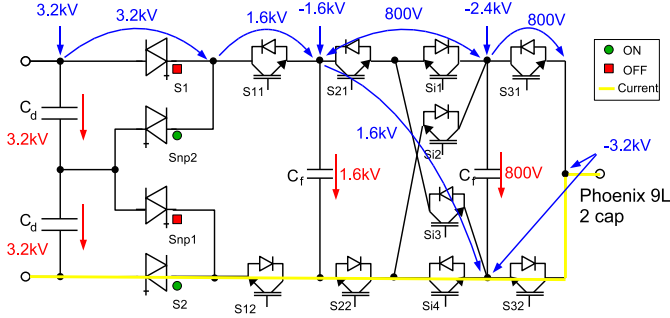 3.2kV
3.2kV
1.6kV
-1.6kV
800V
-2.4kV
800V
ON
OFF
Current
S1
S11
S21
Si1
S31
Cd
3.2kV
Snp2
Si2
1.6kV
-3.2kV
Cf
1.6kV
Cf
800V
Phoenix 9L
2 cap
Cd
3.2kV
Snp1
Si3
S2
S12
S22
Si4
S32